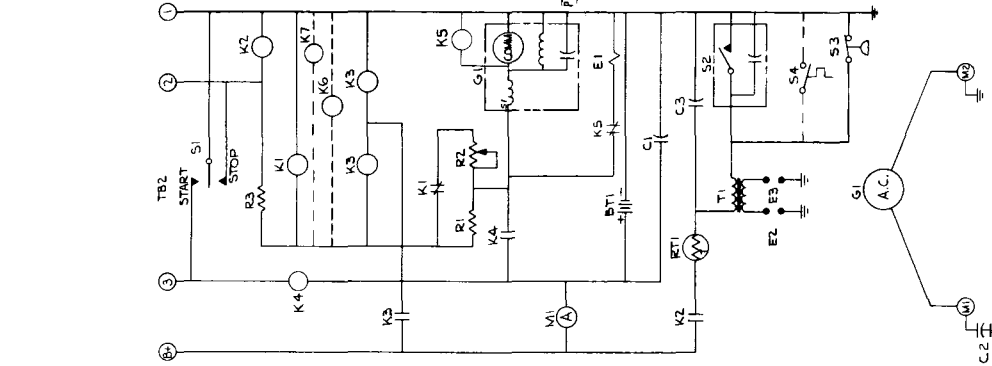 1
2
3
B+
TB2
START
S1
STOP
K2
R3
K7
K6
K1
K3
K3
K4
K3
K1
R1
R2
K4
K5
G1
COMM
S1
E1
K5
BT1
+
C1
M1
A
C3
RT1
K2
S2
T1
E3
E2
S4
S3
G1
A.C.
M1
M2
C2